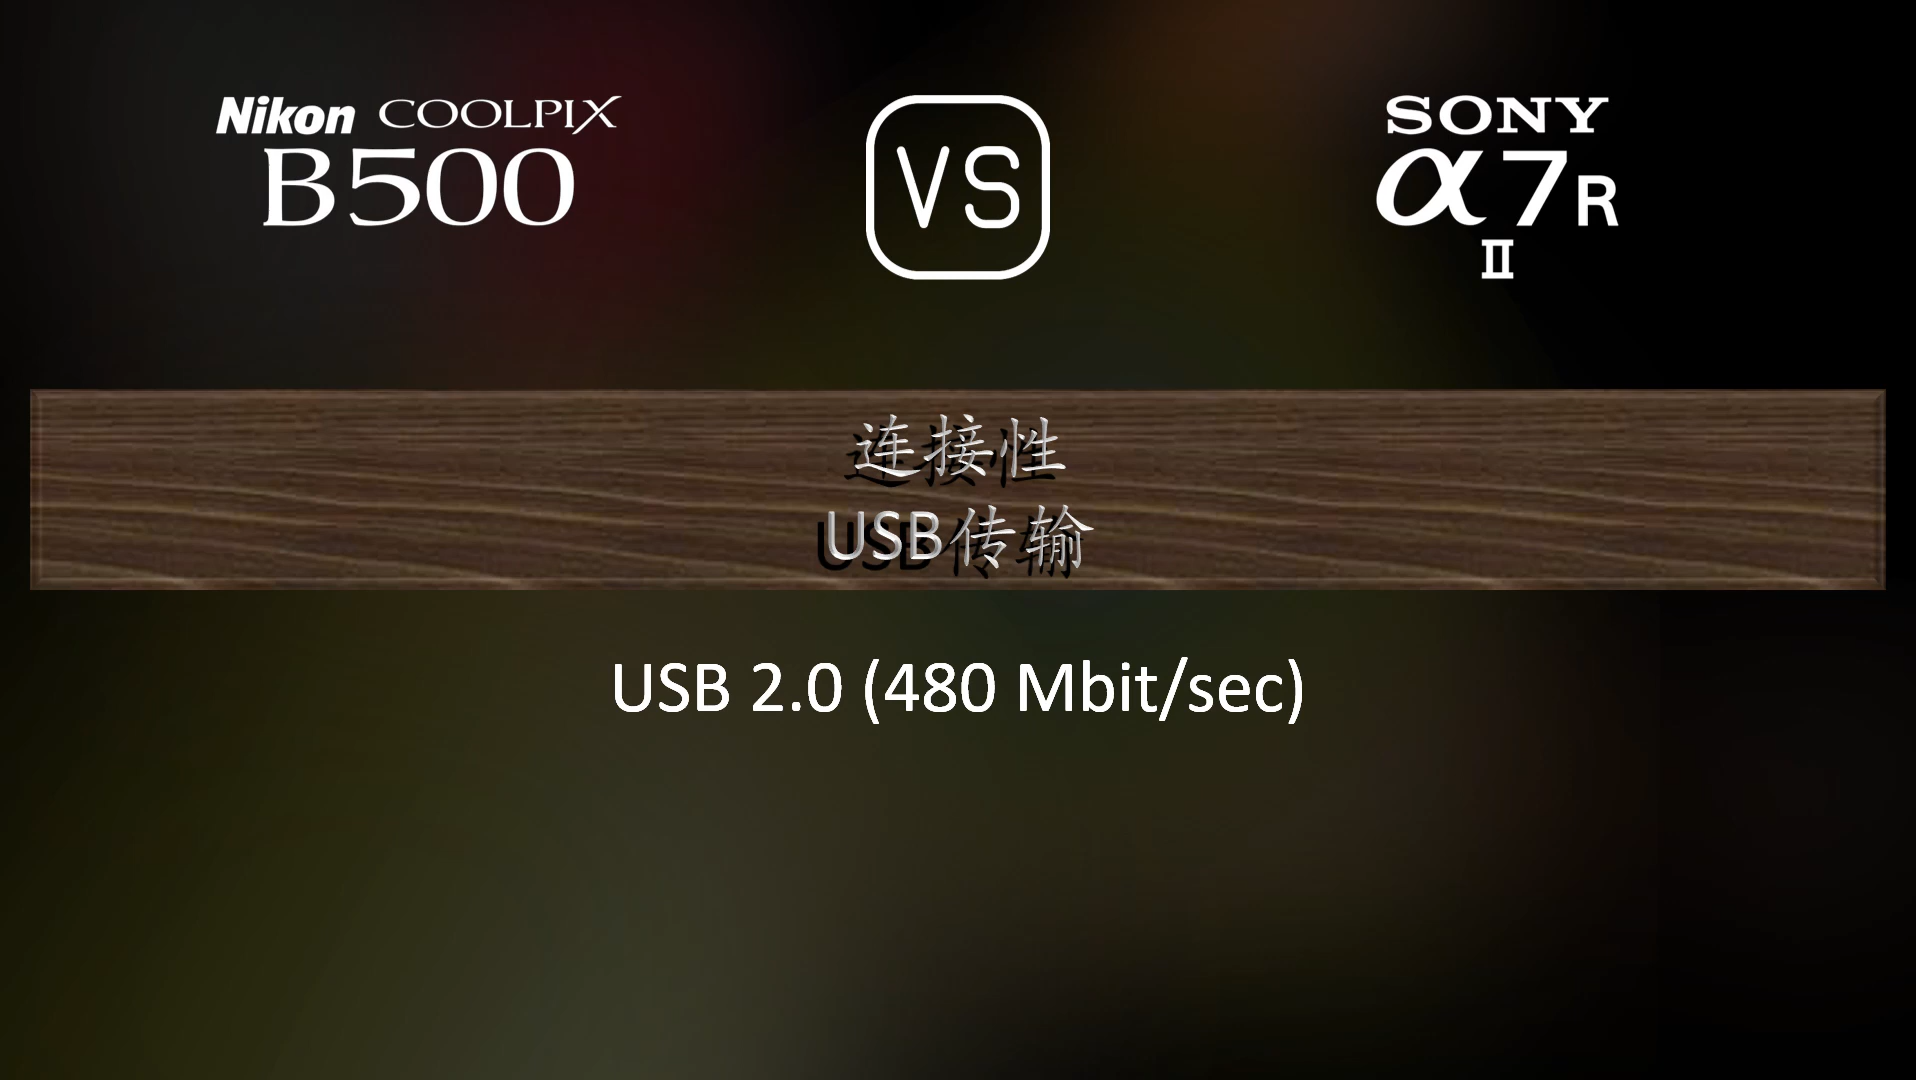 Nikon COOLPIX
B500
VS
SONY
α7R
II
连接性
USB传输
USB 2.0 (480 Mbit/sec)